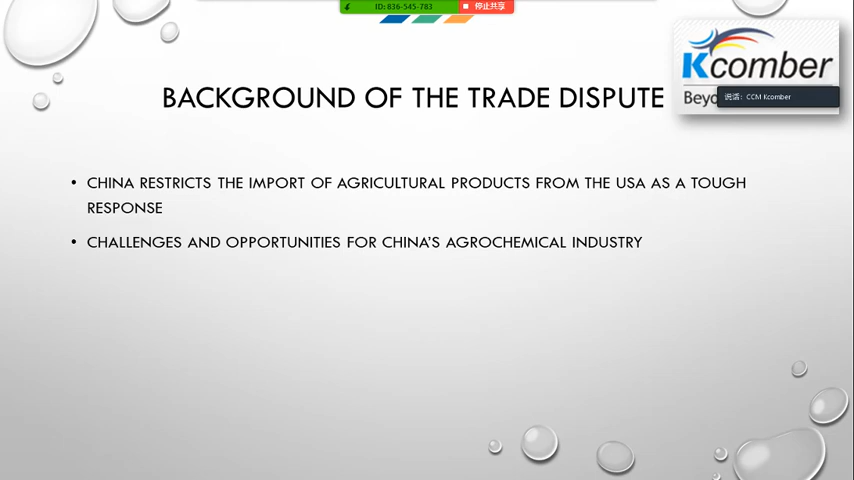 ID: 836-545-783
停止共享
Kcomber
Beyo
说话: CCM Kcomber
BACKGROUND OF THE TRADE DISPUTE
• CHINA RESTRICTS THE IMPORT OF AGRICULTURAL PRODUCTS FROM THE USA AS A TOUGH
RESPONSE
• CHALLENGES AND OPPORTUNITIES FOR CHINA’S AGROCHEMICAL INDUSTRY